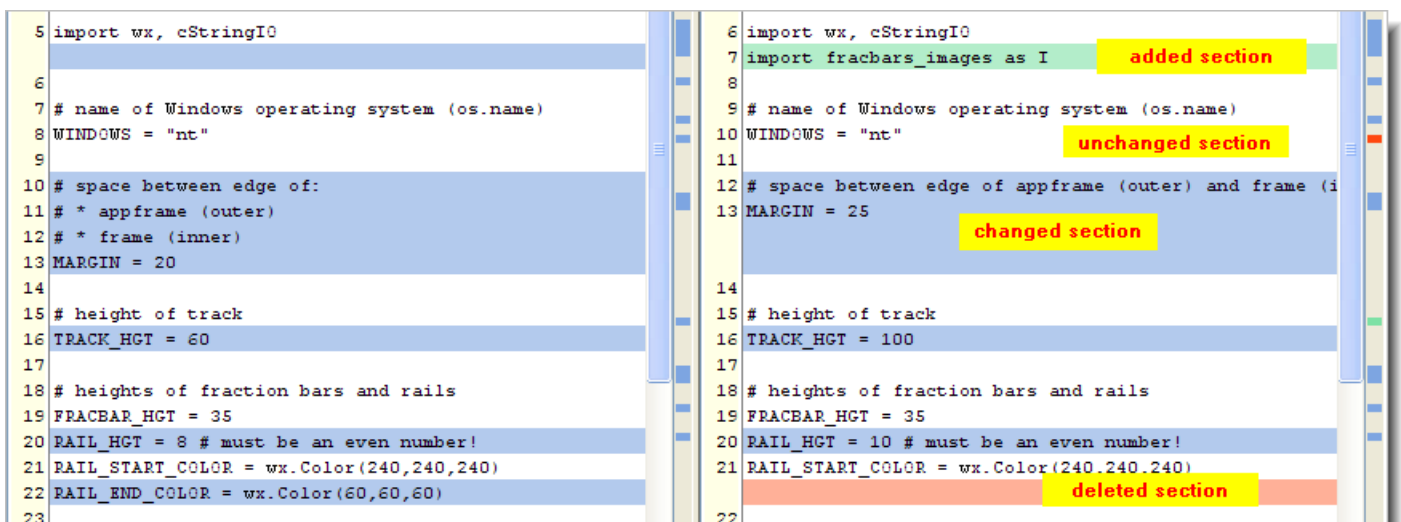 5 import wx, cStringIO
6
7 # name of Windows operating system (os.name)
8 WINDOWS = "nt"
9
10 # space between edge of:
11 # * appframe (outer)
12 # * frame (inner)
13 MARGIN = 20
14
15 # height of track
16 TRACK_HGT = 60
17
18 # heights of fraction bars and rails
19 FRACBAR_HGT = 35
20 RAIL_HGT = 8 # must be an even number!
21 RAIL_START_COLOR = wx.Color(240,240,240)
22 RAIL_END_COLOR = wx.Color(60,60,60)
23
6 import wx, cStringIO
7 import fracbars_images as I
added section
8
9 # name of Windows operating system (os.name)
10 WINDOWS = "nt"
unchanged section
11
12 # space between edge of appframe (outer) and frame (i
13 MARGIN = 25
changed section
14
15 # height of track
16 TRACK_HGT = 100
17
18 # heights of fraction bars and rails
19 FRACBAR_HGT = 35
20 RAIL_HGT = 10 # must be an even number!
21 RAIL_START_COLOR = wx.Color(240,240,240)
deleted section
22